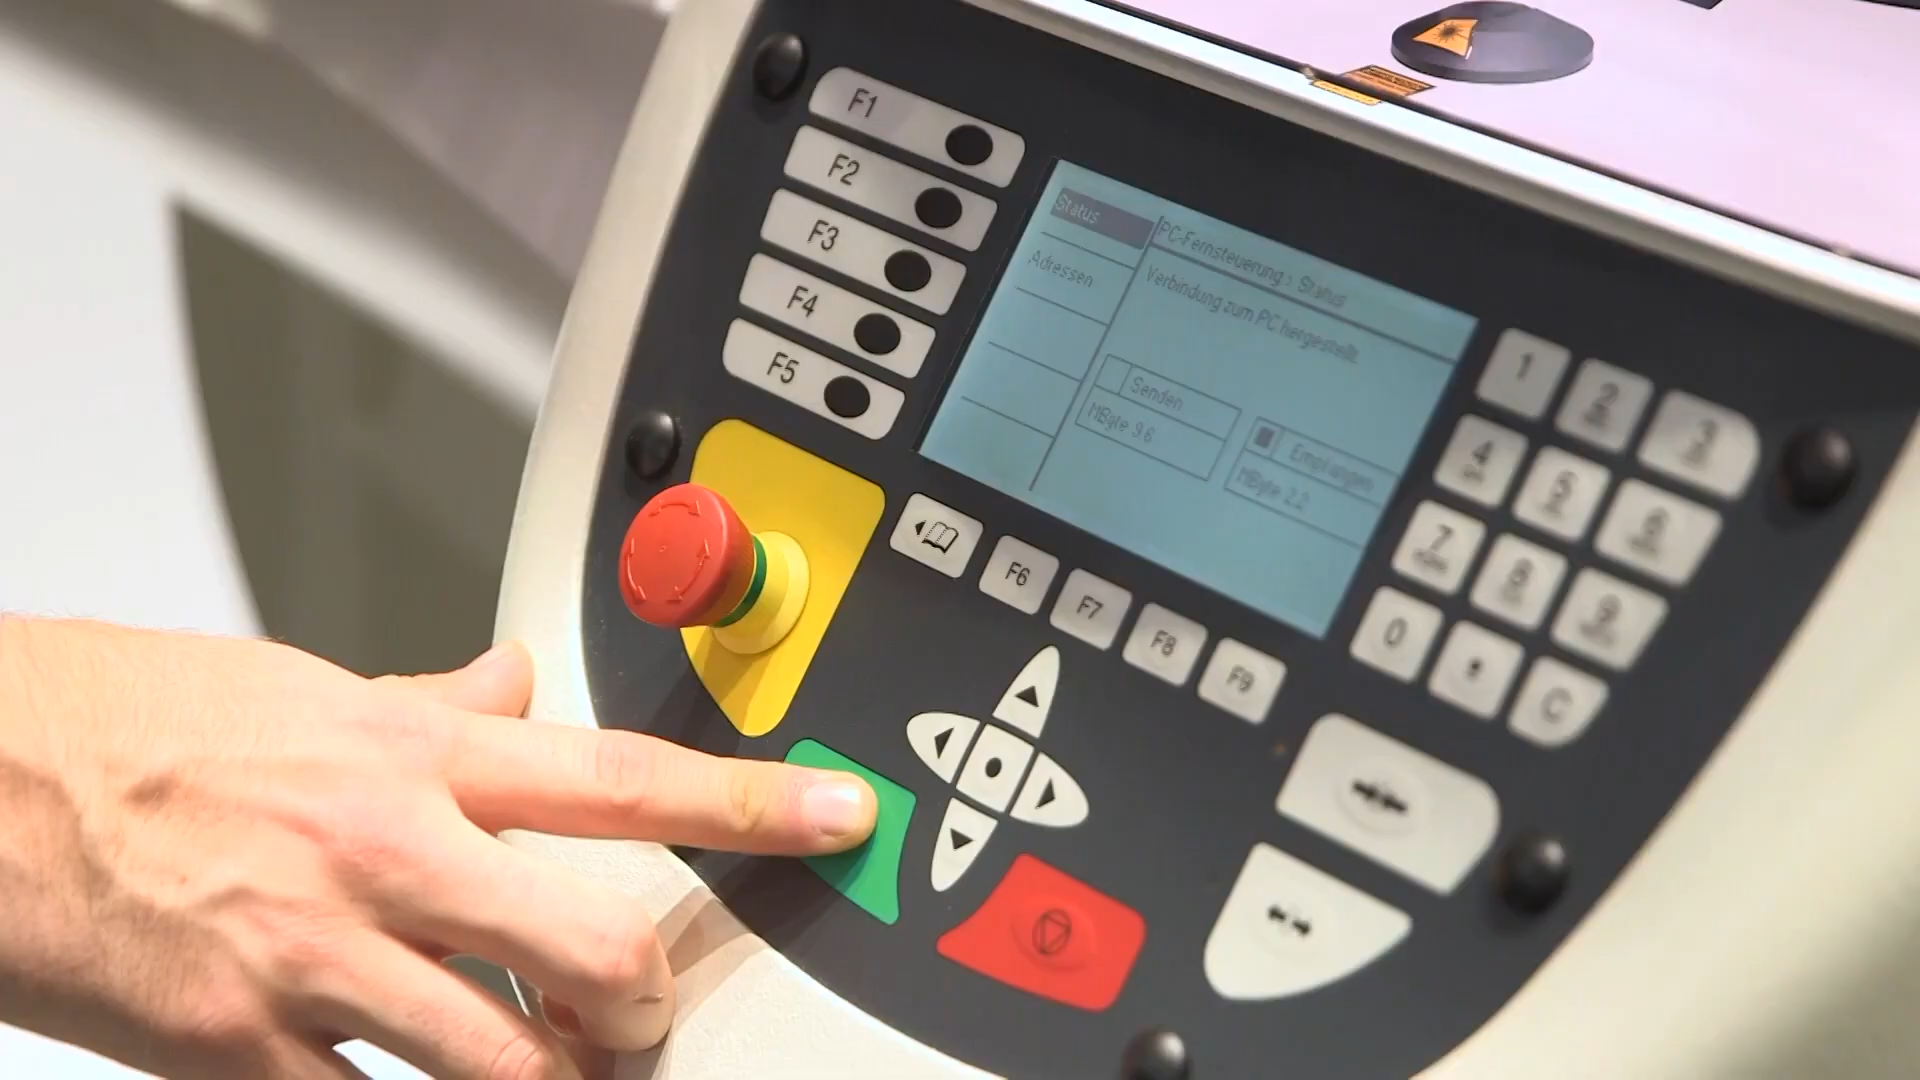 F1
F2
F3
F4
F5
Status
Adressen
PC-Fernsteuerung > Status
Verbindung zum PC hergestellt.
Senden
MByte 9.6
Empfangen
MByte 2.2
F6
F7
F8
F9
1
2
3
4
5
6
7
8
9
0
C